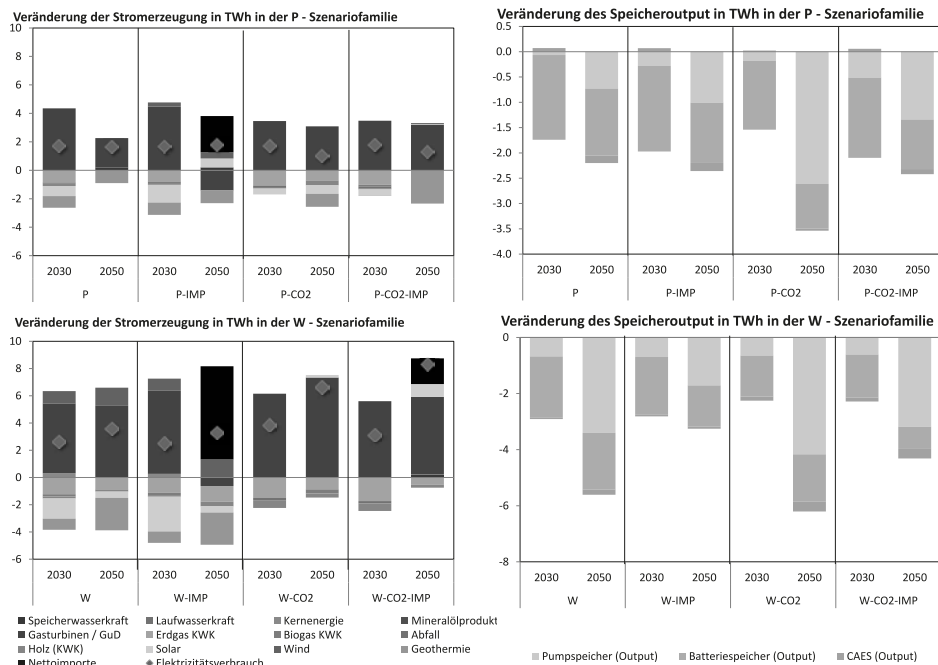 Veränderung der Stromerzeugung in TWh in der P - Szenariofamilie
10
8
6
4
2
0
-2
-4
-6
2030 2050 2030 2050 2030 2050 2030 2050
P P-IMP P-CO2 P-CO2-IMP
Veränderung des Speicheroutput in TWh in der P - Szenariofamilie
0.5
0.0
-0.5
-1.0
-1.5
-2.0
-2.5
-3.0
-3.5
-4.0
2030 2050 2030 2050 2030 2050 2030 2050
P P-IMP P-CO2 P-CO2-IMP
Veränderung der Stromerzeugung in TWh in der W - Szenariofamilie
10
8
6
4
2
0
-2
-4
-6
2030 2050 2030 2050 2030 2050 2030 2050
W W-IMP W-CO2 W-CO2-IMP
Speicherwasserkraft Laufwasserkraft Kernenergie Mineralölprodukt
Gasturbinen / GuD Erdgas KWK Biogas KWK Abfall
Holz (KWK) Solar Wind Geothermie
Nettoimporte Elektrizitätsverbrauch
Veränderung des Speicheroutput in TWh in der W - Szenariofamilie
0
-2
-4
-6
-8
2030 2050 2030 2050 2030 2050 2030 2050
W W-IMP W-CO2 W-CO2-IMP
Pumpspeicher (Output) Batteriespeicher (Output) CAES (Output)